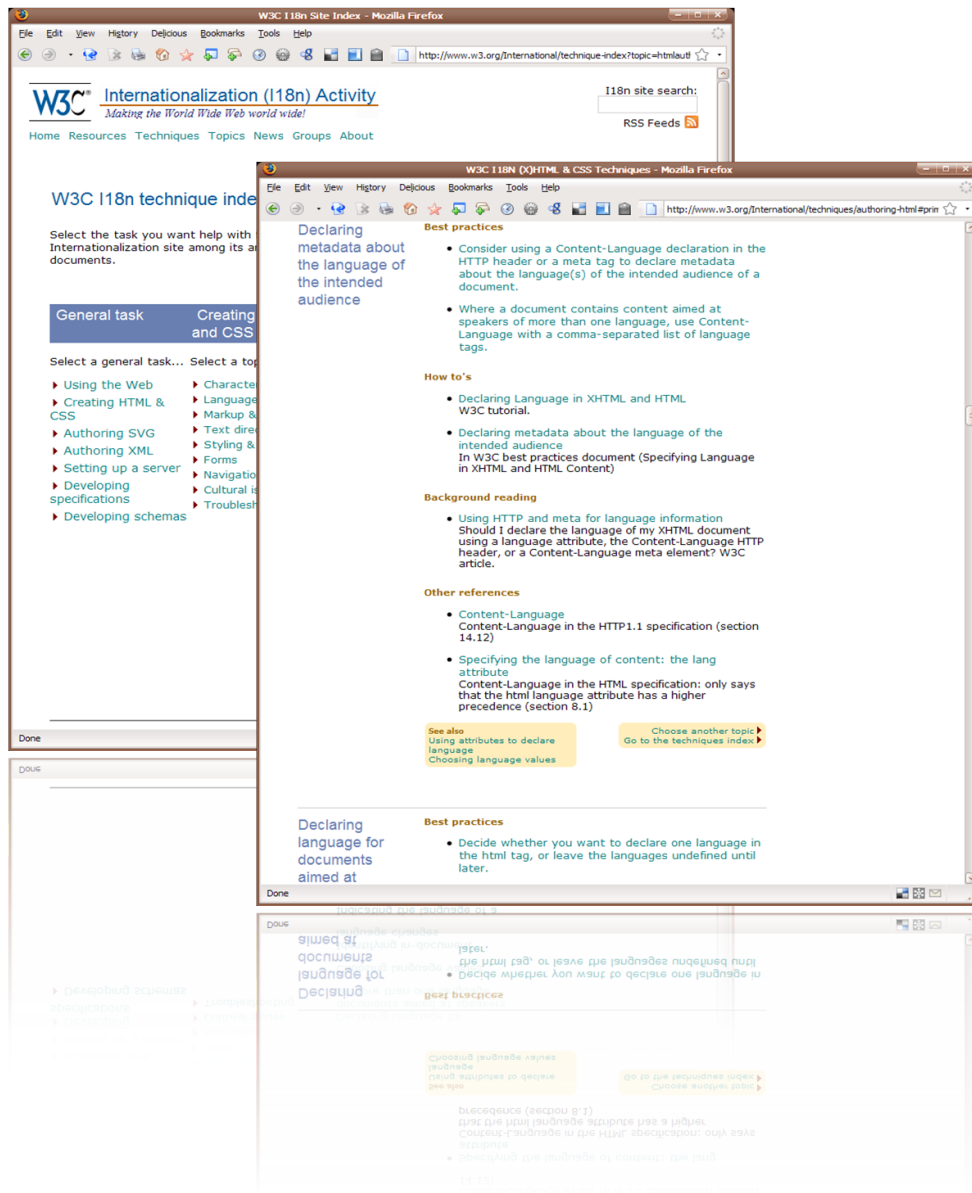 W3C I18n Site Index - Mozilla Firefox
File Edit View History Delicious Bookmarks Tools Help
http://www.w3.org/International/technique-index?topic=htmlauth
W3C® Internationalization (I18n) Activity
Making the World Wide Web world wide!
I18n site search:
RSS Feeds
Home Resources Techniques Topics News Groups About
W3C I18n technique inde
Select the task you want help with
Internationalization site among its a
documents.
General task
Creating
and CSS
Select a general task...
Using the Web
Creating HTML &
CSS
Authoring SVG
Authoring XML
Setting up a server
Developing
specifications
Developing schemas
Select a top
Characte
Language
Markup &
Text dire
Styling &
Forms
Navigatio
Cultural is
Troublesh
Done
W3C I18N (X)HTML & CSS Techniques - Mozilla Firefox
File Edit View History Delicious Bookmarks Tools Help
http://www.w3.org/International/techniques/authoring-html#prin
Declaring
metadata about
the language of
the intended
audience
Best practices
Consider using a Content-Language declaration in the
HTTP header or a meta tag to declare metadata
about the language(s) of the intended audience of a
document.
Where a document contains content aimed at
speakers of more than one language, use Content-
Language with a comma-separated list of language
tags.
How to's
Declaring Language in XHTML and HTML
W3C tutorial.
Declaring metadata about the language of the
intended audience
In W3C best practices document (Specifying Language
in XHTML and HTML Content)
Background reading
Using HTTP and meta for language information
Should I declare the language of my XHTML document
using a language attribute, the Content-Language HTTP
header, or a Content-Language meta element? W3C
article.
Other references
Content-Language
Content-Language in the HTTP1.1 specification (section
14.12)
Specifying the language of content: the lang
attribute
Content-Language in the HTML specification: only says
that the html language attribute has a higher
precedence (section 8.1)
See also
Using attributes to declare
language
Choosing language values
Choose another topic
Go to the techniques index
Declaring
language for
documents
aimed at
Best practices
Decide whether you want to declare one language in
the html tag, or leave the languages undefined until
later.
Done